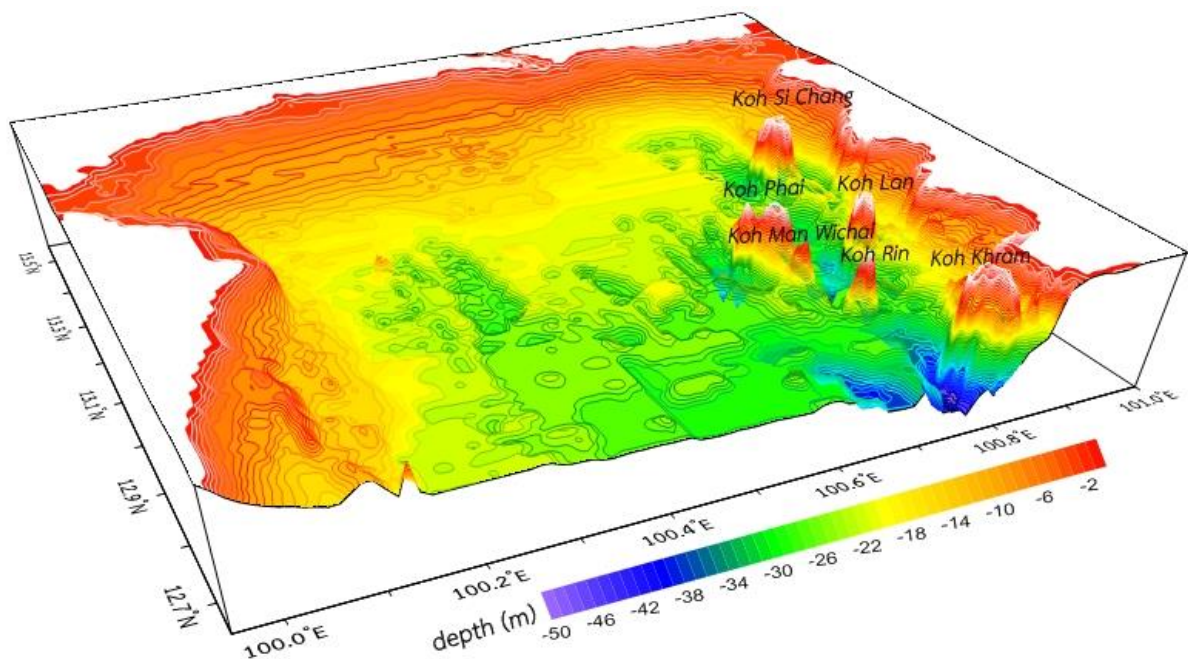 Koh Si Chang
Koh Phai
Koh Lan
Koh Man Wichai
Koh Rin
Koh Khram
13.5°N
13.3°N
13.1°N
12.9°N
12.7°N
100.0°E
100.2°E
100.4°E
100.6°E
100.8°E
101.0°E
depth (m)
-50 -46 -42 -38 -34 -30 -26 -22 -18 -14 -10 -6 -2